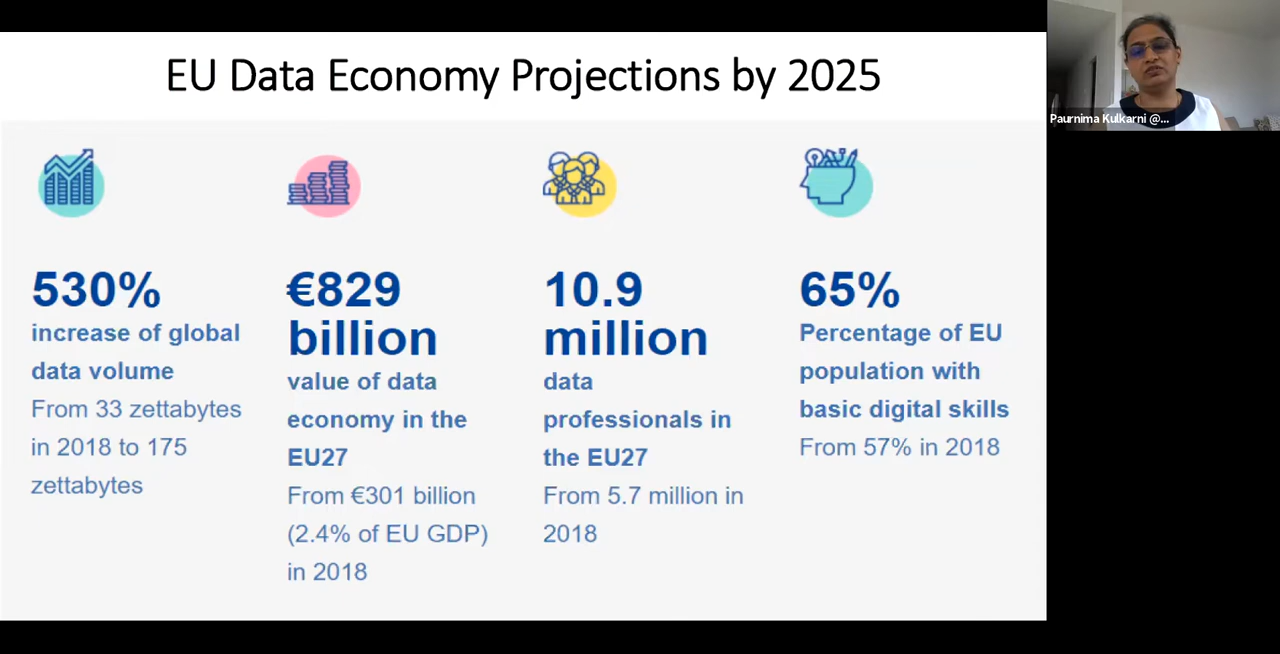 EU Data Economy Projections by 2025
Paurnima Kulkarni @...
530%
increase of global
data volume
From 33 zettabytes
in 2018 to 175
zettabytes
€829
billion
value of data
economy in the
EU27
From €301 billion
(2.4% of EU GDP)
in 2018
10.9
million
data
professionals in
the EU27
From 5.7 million in
2018
65%
Percentage of EU
population with
basic digital skills
From 57% in 2018